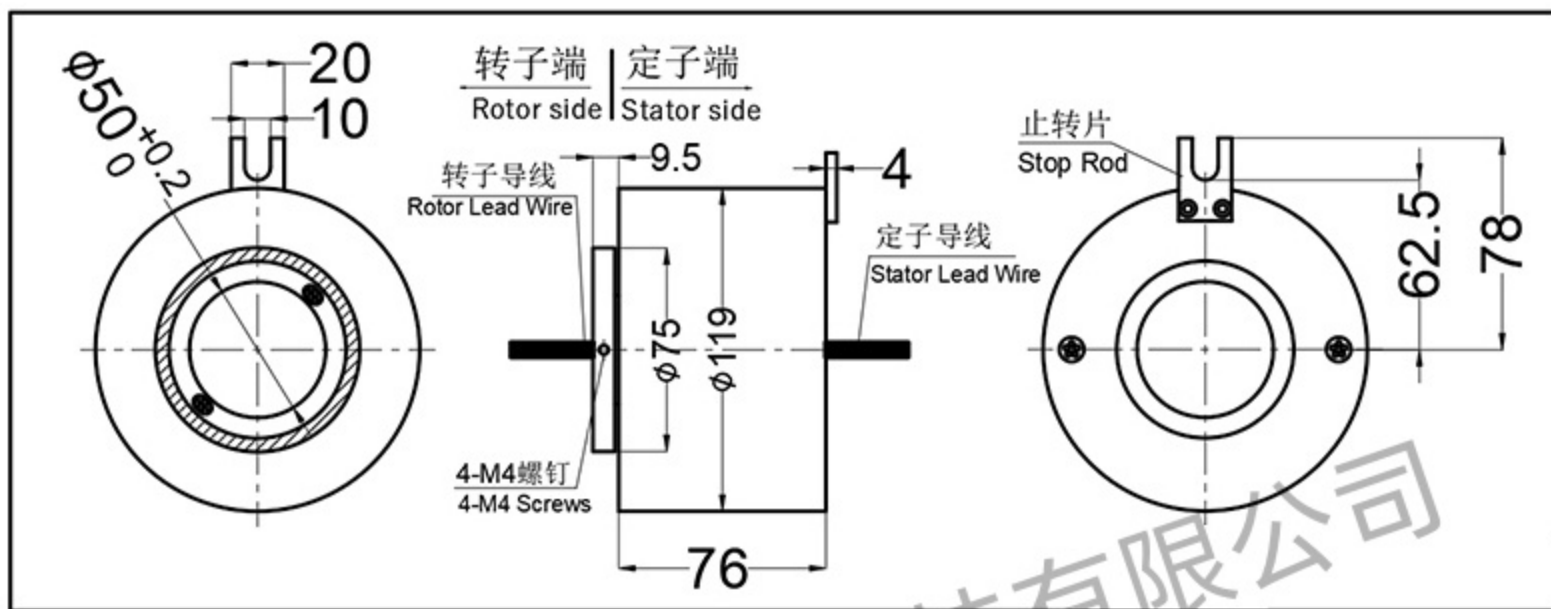 20
10
ϕ50 +0.2 0
转子端
定子端
Rotor side
Stator side
9.5
转子导线
Rotor Lead Wire
4
定子导线
Stator Lead Wire
ϕ75
ϕ119
4-M4螺钉
4-M4 Screws
76
止转片
Stop Rod
62.5
78
有限公司